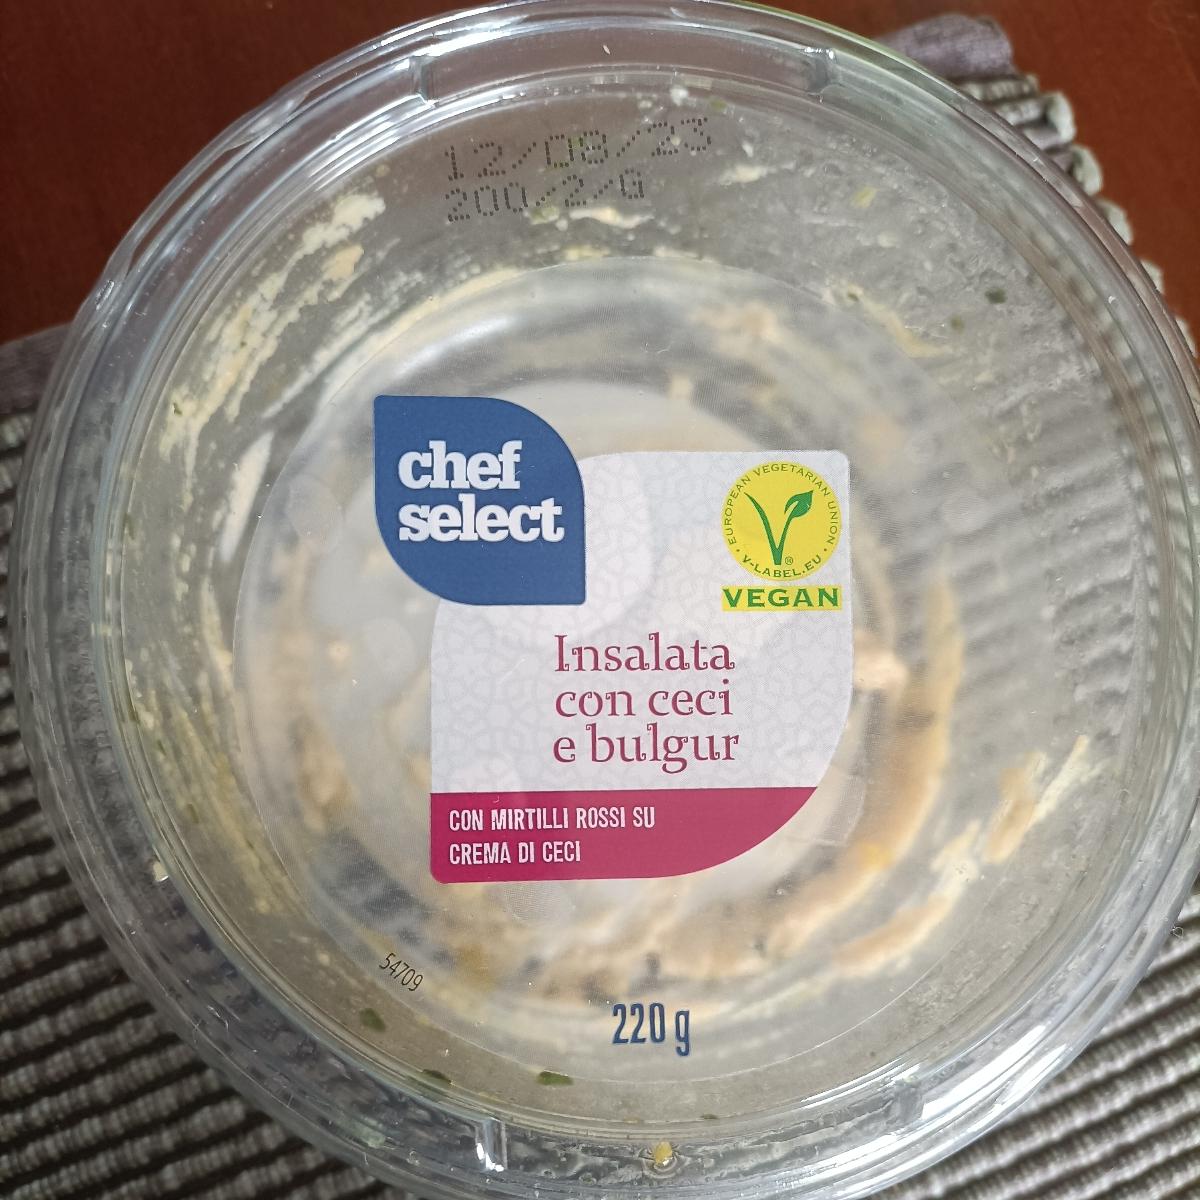 12/08/23
200/2/G
chef
select
EUROPEAN VEGETARIAN UNION
• V-LABEL.EU •
®
VEGAN
Insalata
con ceci
e bulgur
CON MIRTILLI ROSSI SU
CREMA DI CECI
54709
220 g